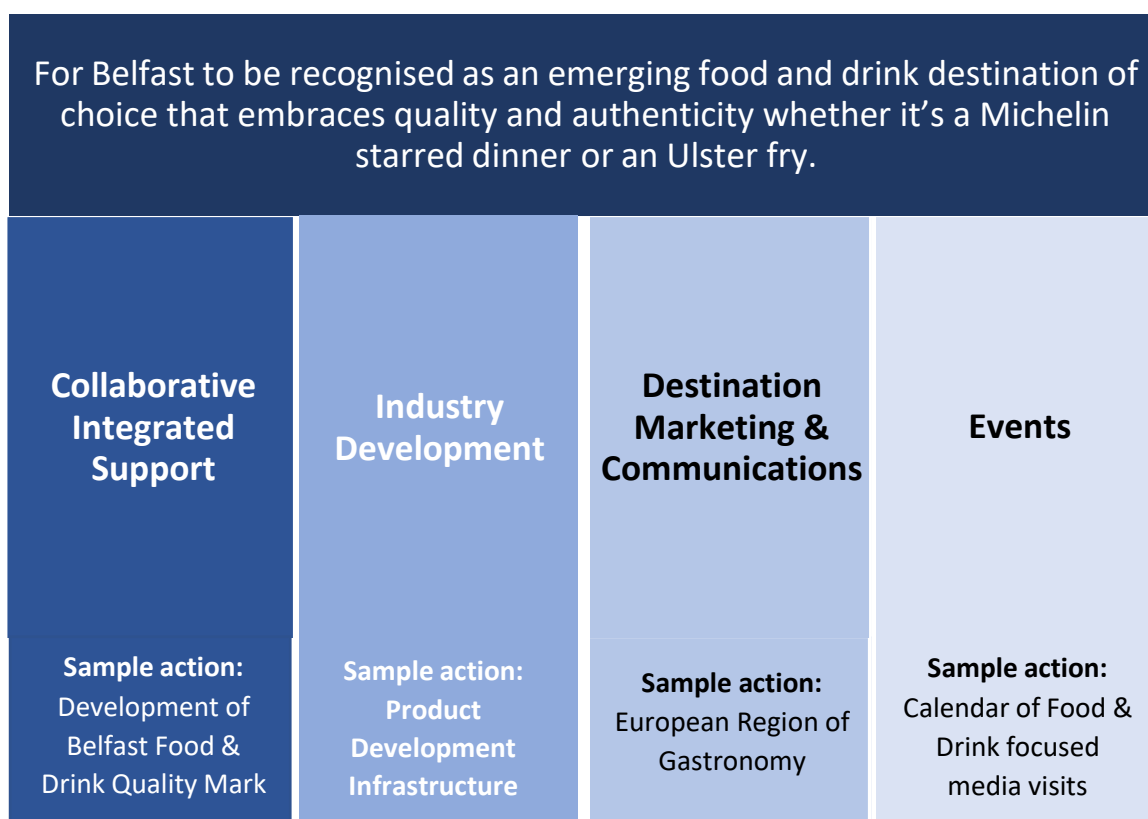 For Belfast to be recognised as an emerging food and drink destination of
choice that embraces quality and authenticity whether it’s a Michelin
starred dinner or an Ulster fry.
Collaborative
Integrated
Support
Industry
Development
Destination
Marketing &
Communications
Events
Sample action:
Development of
Belfast Food &
Drink Quality Mark
Sample action:
Product
Development
Infrastructure
Sample action:
European Region of
Gastronomy
Sample action:
Calendar of Food &
Drink focused
media visits